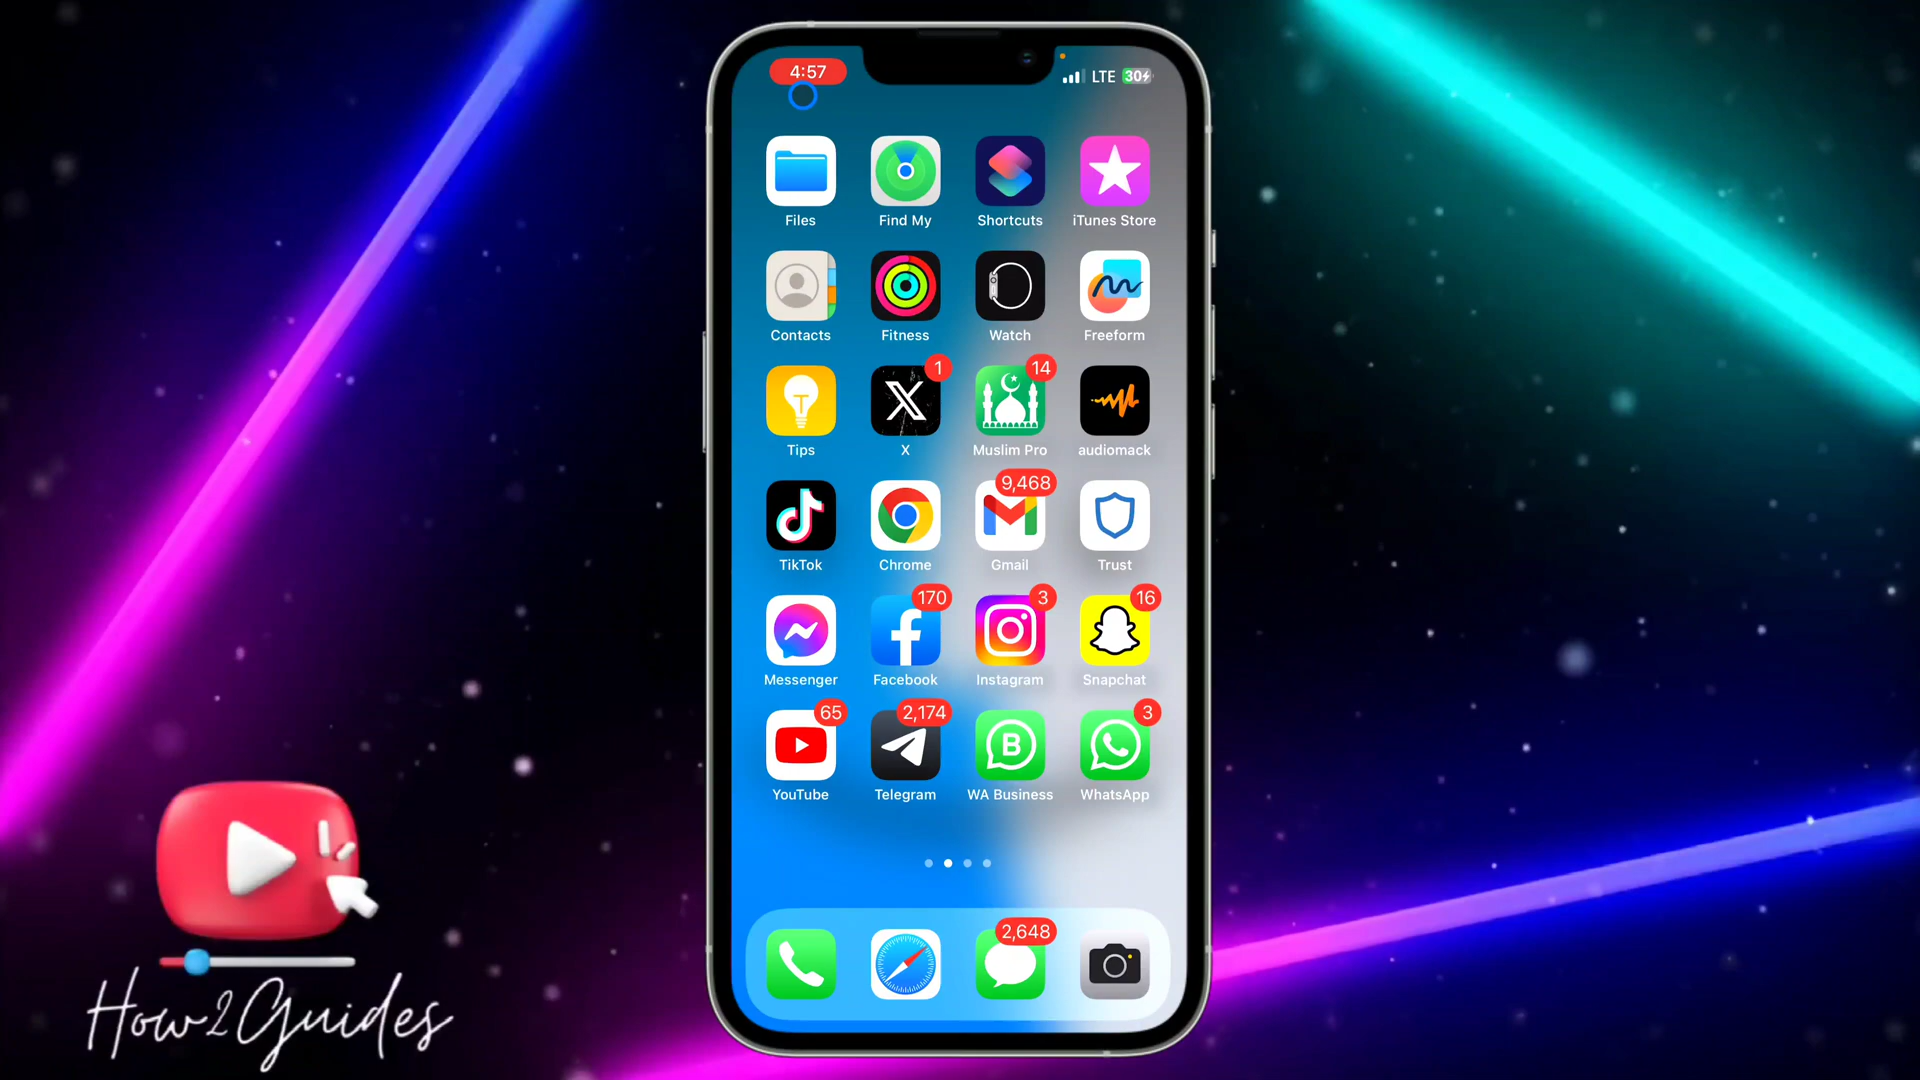 4:57
LTE 30
Files Find My Shortcuts iTunes Store
Contacts Fitness Watch Freeform
1 14
Tips X Muslim Pro audiomack
9,468
TikTok Chrome Gmail Trust
170 3 16
Messenger Facebook Instagram Snapchat
65 2,174 3
YouTube Telegram WA Business WhatsApp
2,648
How2Guides